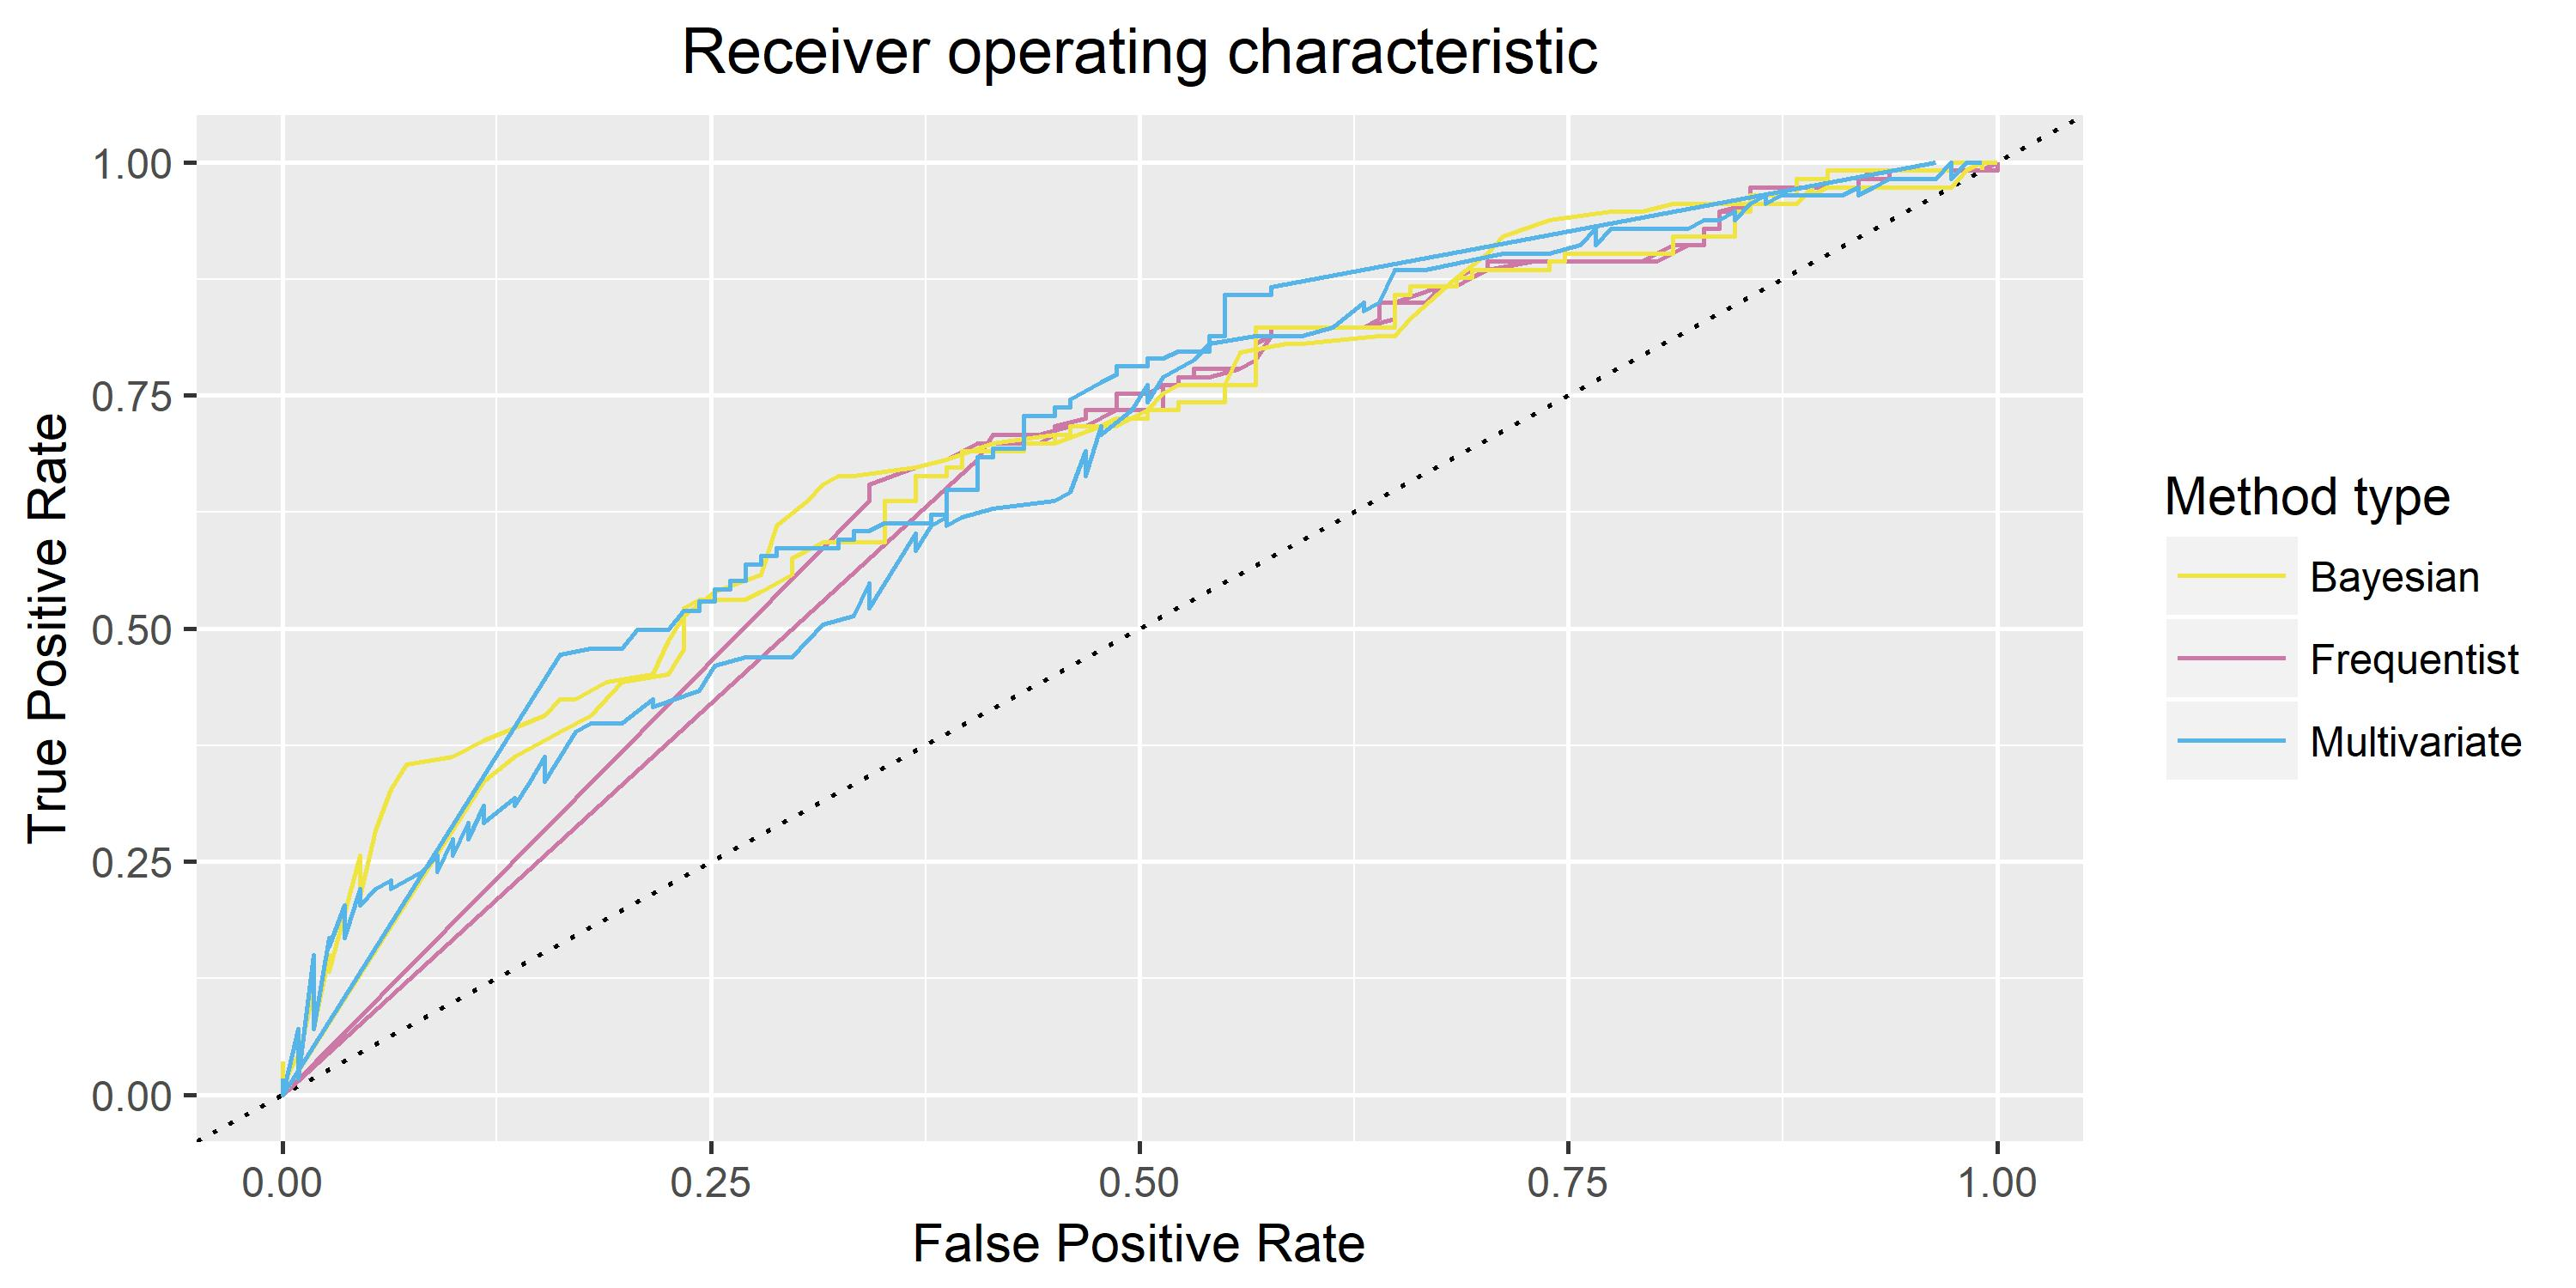 Receiver operating characteristic
True Positive Rate
1.00
0.75
0.50
0.25
0.00
0.00 0.25 0.50 0.75 1.00
False Positive Rate
Method type
Bayesian
Frequentist
Multivariate